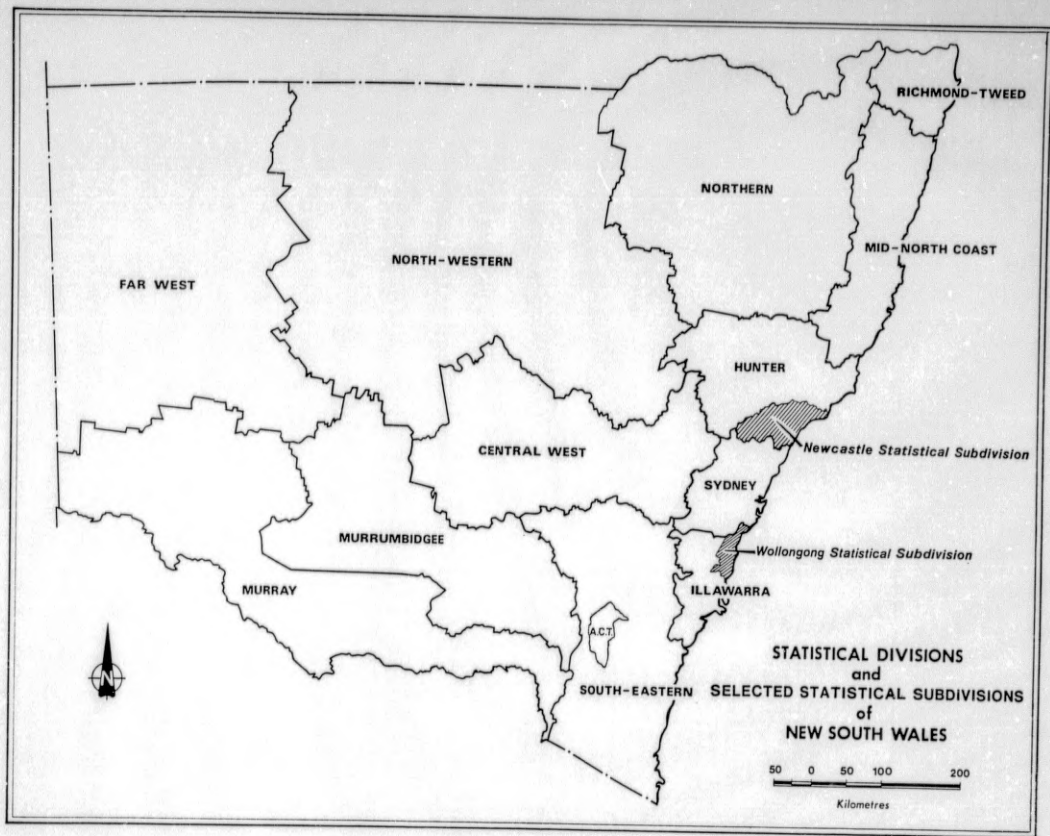 RICHMOND-TWEED
NORTHERN
MID-NORTH COAST
NORTH-WESTERN
FAR WEST
HUNTER
Newcastle Statistical Subdivision
CENTRAL WEST
SYDNEY
MURRUMBIDGEE
Wollongong Statistical Subdivision
MURRAY
ILLAWARRA
A.C.T.
N
SOUTH-EASTERN
STATISTICAL DIVISIONS
and
SELECTED STATISTICAL SUBDIVISIONS
of
NEW SOUTH WALES
50 0 50 100 200
Kilometres